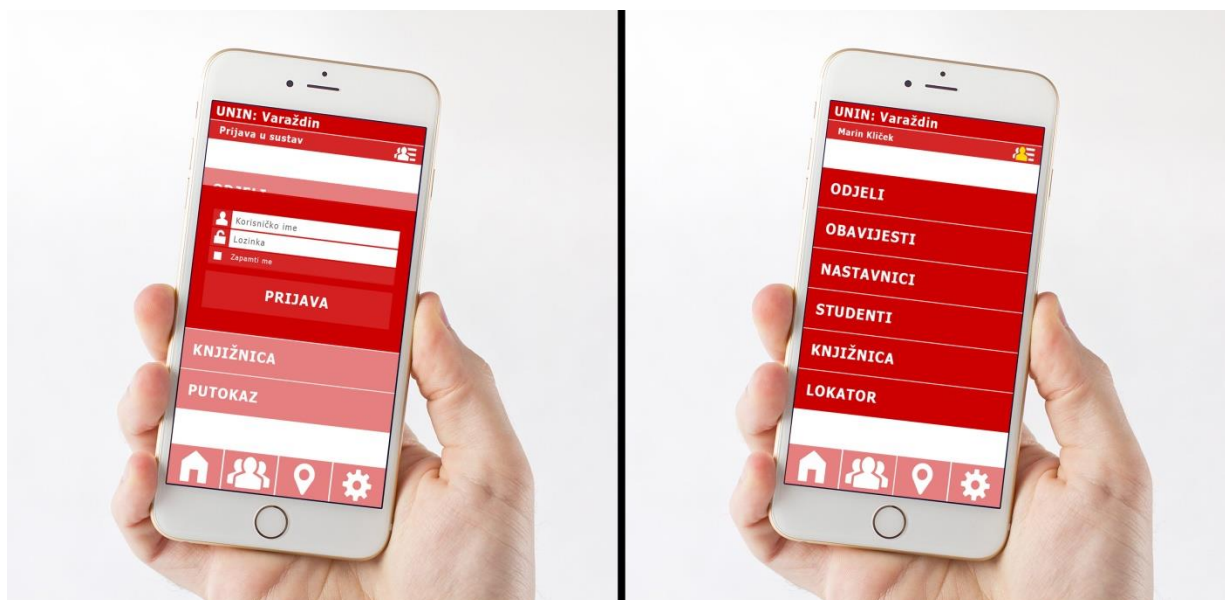 UNIN: Varaždin
Prijava u sustav
Korisničko ime
Lozinka
Zapamti me
PRIJAVA
KNJIŽNICA
PUTOKAZ
UNIN: Varaždin
Marin Kliček
ODJELI
OBAVIJESTI
NASTAVNICI
STUDENTI
KNJIŽNICA
LOKATOR